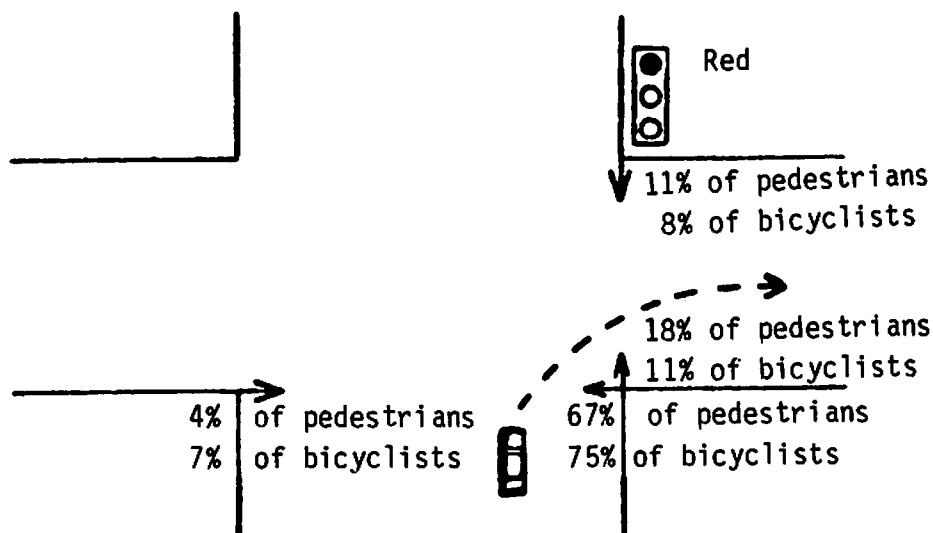 Red
11% of pedestrians
8% of bicyclists
18% of pedestrians
11% of bicyclists
4% of pedestrians
7% of bicyclists
67% of pedestrians
75% of bicyclists